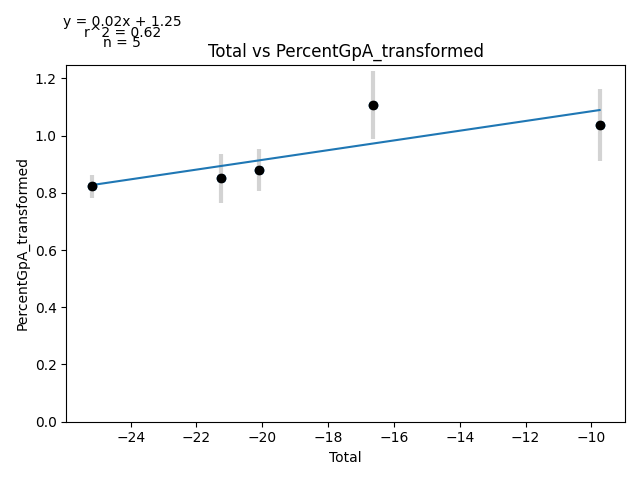 y = 0.02x + 1.25
r^2 = 0.62
n = 5
Total vs PercentGpA_transformed
1.2
1.0
0.8
0.6
0.4
0.2
0.0
PercentGpA_transformed
−24 −22 −20 −18 −16 −14 −12 −10
Total